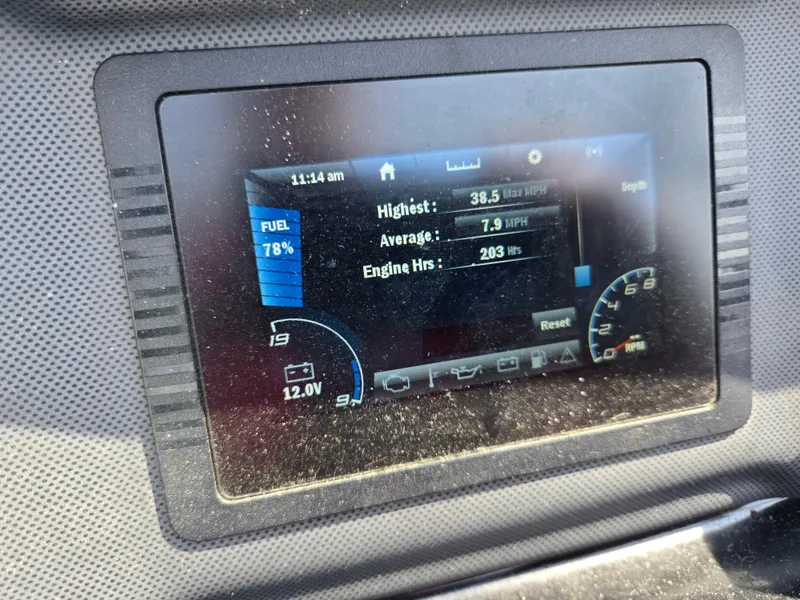 11:14 am
Highest : 38.5 Max MPH
Depth
FUEL
78%
Average : 7.9 MPH
Engine Hrs : 203 Hrs
Reset
19
12.0V
9
0 2 4 6 8
RPM